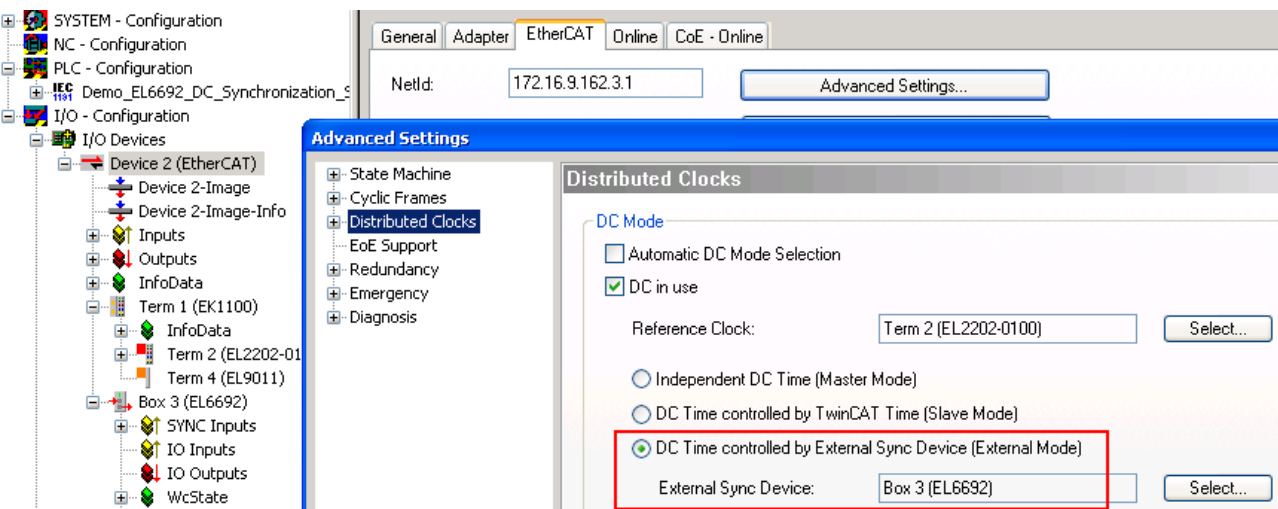 SYSTEM - Configuration
NC - Configuration
PLC - Configuration
IEC 1131 Demo_EL6692_DC_Synchronization_S
I/O - Configuration
I/O Devices
Device 2 (EtherCAT)
Device 2-Image
Device 2-Image-Info
Inputs
Outputs
InfoData
Term 1 (EK1100)
InfoData
Term 2 (EL2202-01
Term 4 (EL9011)
Box 3 (EL6692)
SYNC Inputs
IO Inputs
IO Outputs
WcState
General Adapter EtherCAT Online CoE - Online
NetId: 172.16.9.162.3.1 Advanced Settings...
Advanced Settings
State Machine
Cyclic Frames
Distributed Clocks
EoE Support
Redundancy
Emergency
Diagnosis
Distributed Clocks
DC Mode
Automatic DC Mode Selection
DC in use
Reference Clock: Term 2 (EL2202-0100) Select...
Independent DC Time (Master Mode)
DC Time controlled by TwinCAT Time (Slave Mode)
DC Time controlled by External Sync Device (External Mode)
External Sync Device: Box 3 (EL6692) Select...